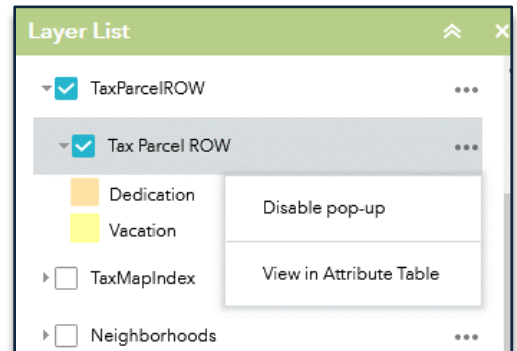 Layer List
TaxParcelROW
Tax Parcel ROW
Dedication
Vacation
Disable pop-up
View in Attribute Table
TaxMapIndex
Neighborhoods